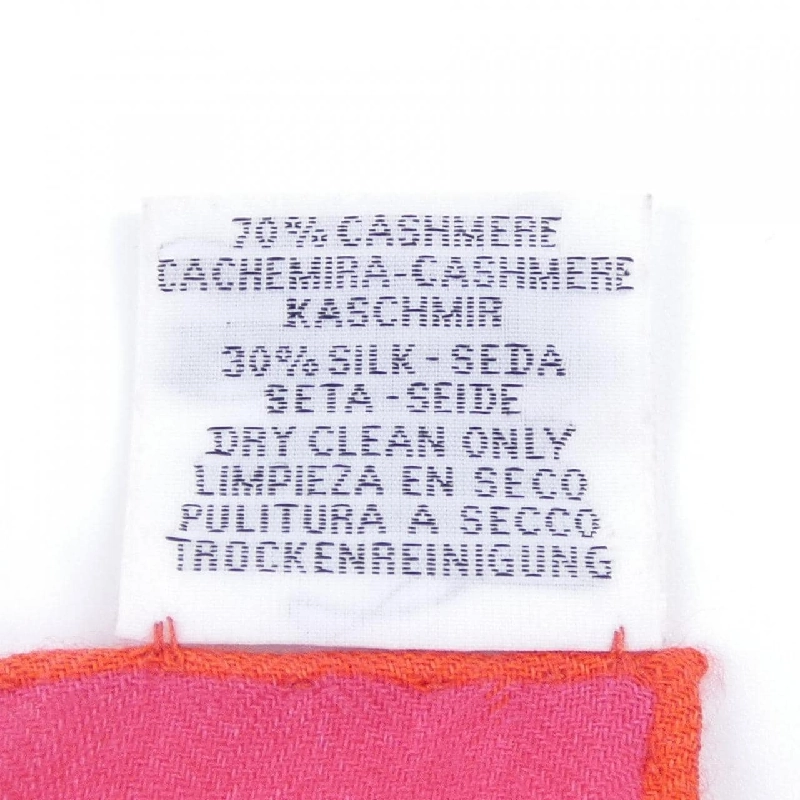 70% CASHMERE
CACHEMIRA-CASHMERE
KASCHMIR
30% SILK - SEDA
SETA - SEIDE
DRY CLEAN ONLY
LIMPIEZA EN SECO
PULITURA A SECCO
TROCKENREINIGUNG